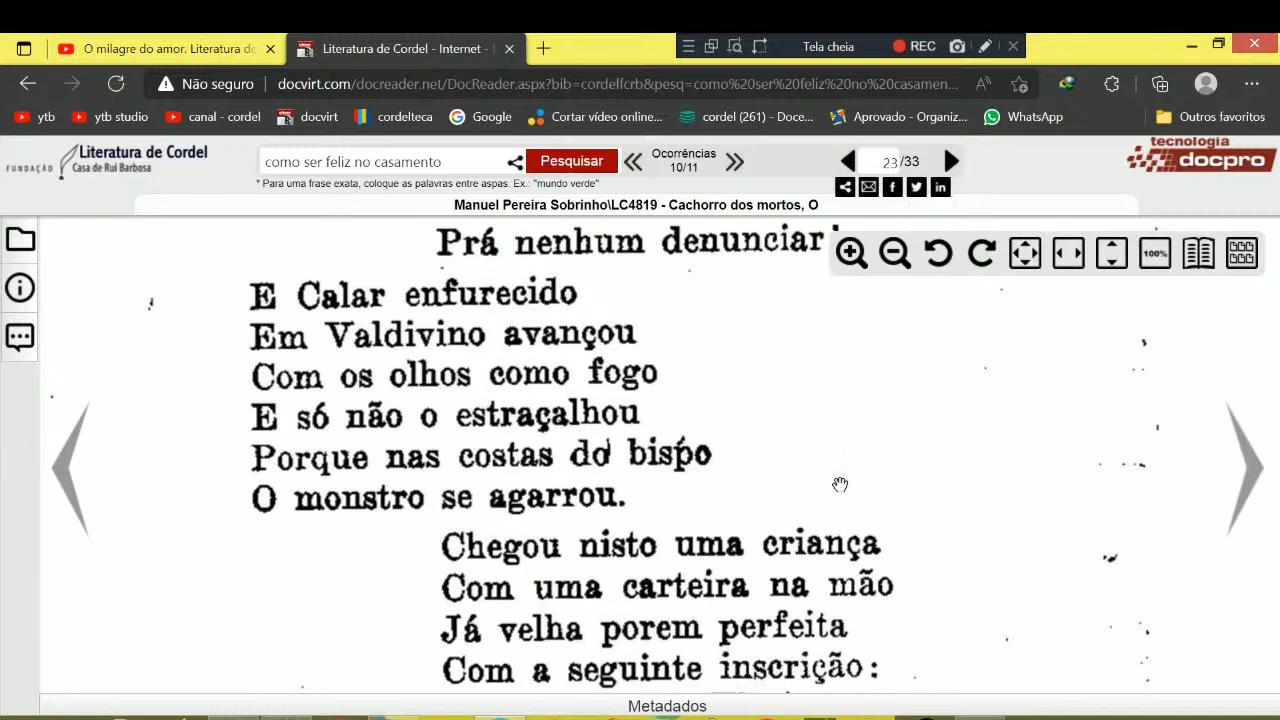 O milagre do amor. Literatura de
Literatura de Cordel - Internet -
Tela cheia
REC
Não seguro
docvirt.com/docreader.net/DocReader.aspx?bib=cordelfcrb&pesq=como%20ser%20feliz%20no%20casamen...
ytb
ytb studio
canal - cordel
docvirt
cordelteca
Google
Cortar vídeo online...
cordel (261) - Doce...
Aprovado - Organiz...
WhatsApp
Outros favoritos
FUNDAÇÃO
Literatura de Cordel
Casa de Rui Barbosa
como ser feliz no casamento
Pesquisar
Ocorrências
10/11
23 /33
tecnologia
docpro
* Para uma frase exata, coloque as palavras entre aspas. Ex.: "mundo verde"
Manuel Pereira Sobrinho\LC4819 - Cachorro dos mortos, O
100%
Prá nenhum denunciar
E Calar enfurecido
Em Valdivino avançou
Com os olhos como fogo
E só não o estraçalhou
Porque nas costas do bispo
O monstro se agarrou.
Chegou nisto uma criança
Com uma carteira na mão
Já velha porem perfeita
Com a seguinte inscrição:
Metadados